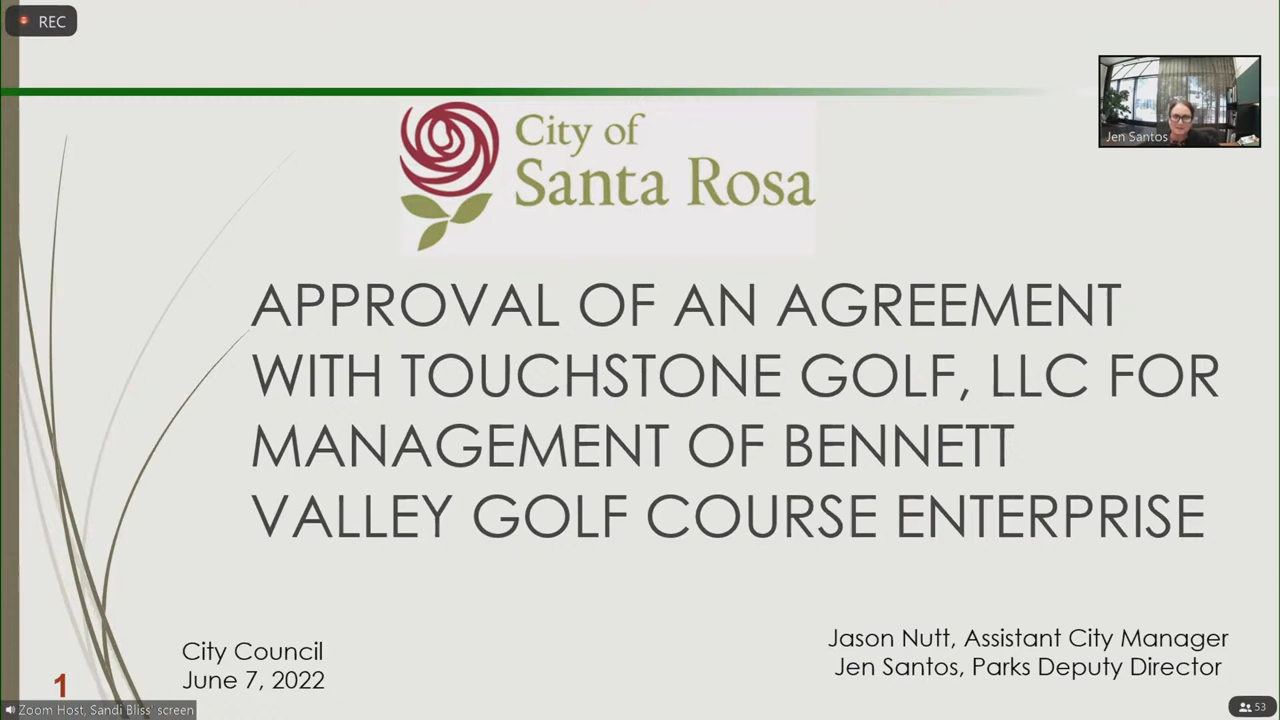 REC
City of
Santa Rosa
Jen Santos
APPROVAL OF AN AGREEMENT
WITH TOUCHSTONE GOLF, LLC FOR
MANAGEMENT OF BENNETT
VALLEY GOLF COURSE ENTERPRISE
City Council
June 7, 2022
Jason Nutt, Assistant City Manager
Jen Santos, Parks Deputy Director
1
Zoom Host, Sandi Bliss' screen
53